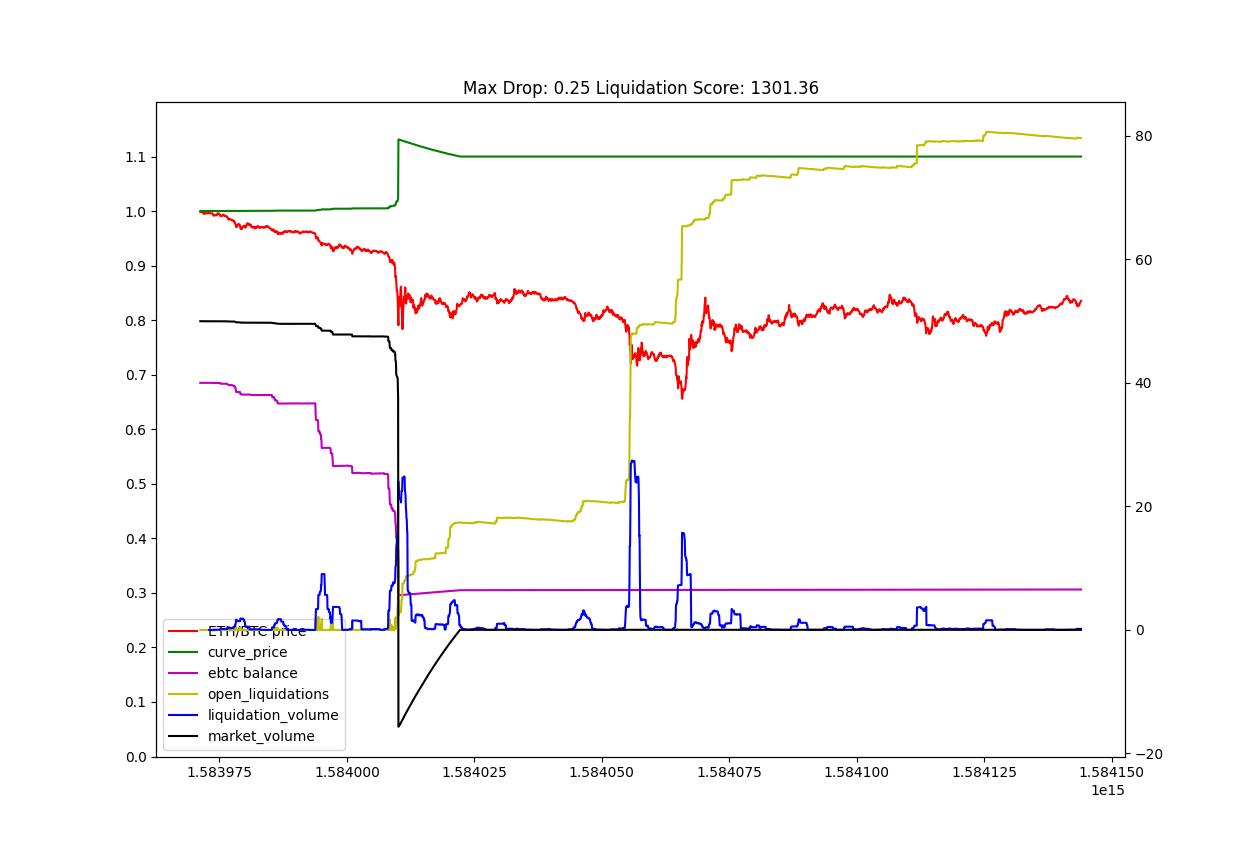 Max Drop: 0.25 Liquidation Score: 1301.36
1.1
1.0
0.9
0.8
0.7
0.6
0.5
0.4
0.3
0.2
0.1
0.0
80
60
40
20
0
−20
ETH/BTC price
curve_price
ebtc balance
open_liquidations
liquidation_volume
market_volume
1.583975 1.584000 1.584025 1.584050 1.584075 1.584100 1.584125 1.584150
1e15